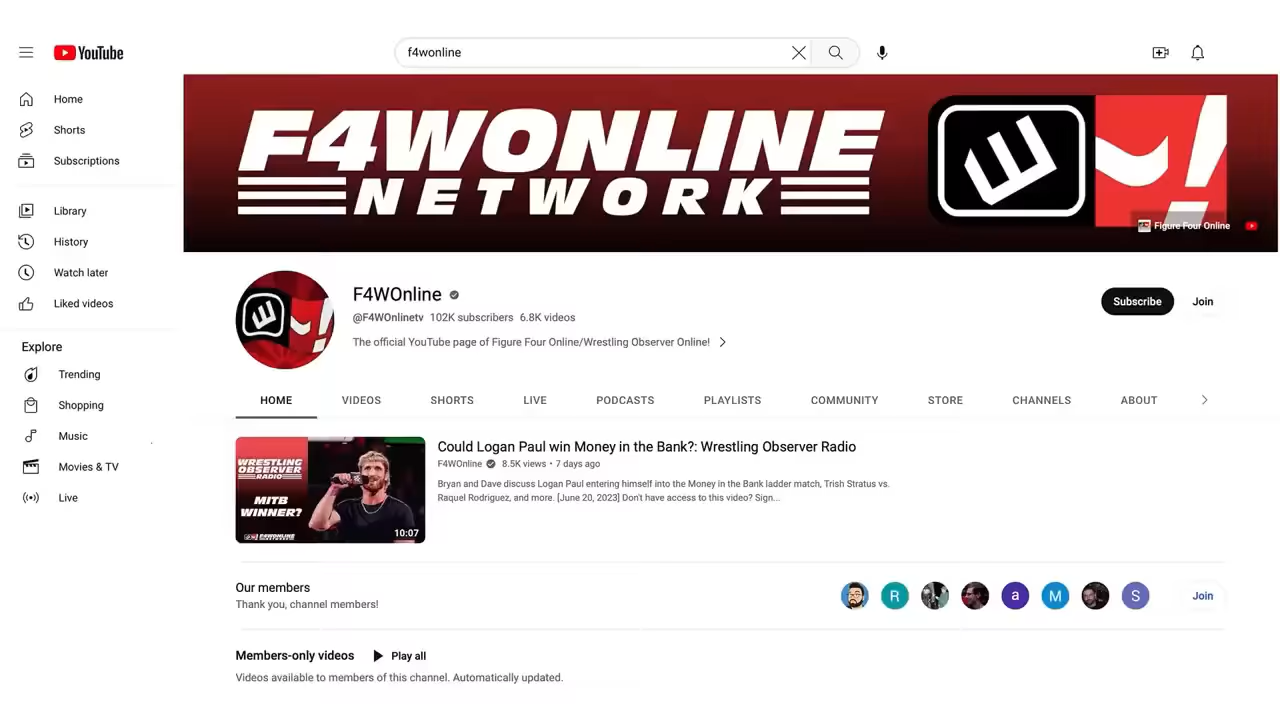 YouTube
f4wonline
Home
Shorts
Subscriptions
Library
History
Watch later
Liked videos
Explore
Trending
Shopping
Music
Movies & TV
Live
F4WONLINE
NETWORK
Figure Four Online
F4WOnline
@F4WOnlinetv 102K subscribers 6.8K videos
The official YouTube page of Figure Four Online/Wrestling Observer Online!
Subscribe
Join
HOME VIDEOS SHORTS LIVE PODCASTS PLAYLISTS COMMUNITY STORE CHANNELS ABOUT
WRESTLING
OBSERVER
RADIO
MITB
WINNER?
F4WONLINE
NETWORK
10:07
Could Logan Paul win Money in the Bank?: Wrestling Observer Radio
F4WOnline 8.5K views • 7 days ago
Bryan and Dave discuss Logan Paul entering himself into the Money in the Bank ladder match, Trish Stratus vs.
Raquel Rodriguez, and more. [June 20, 2023] Don't have access to this video? Sign...
Our members
Thank you, channel members!
R a M S
Join
Members-only videos Play all
Videos available to members of this channel. Automatically updated.